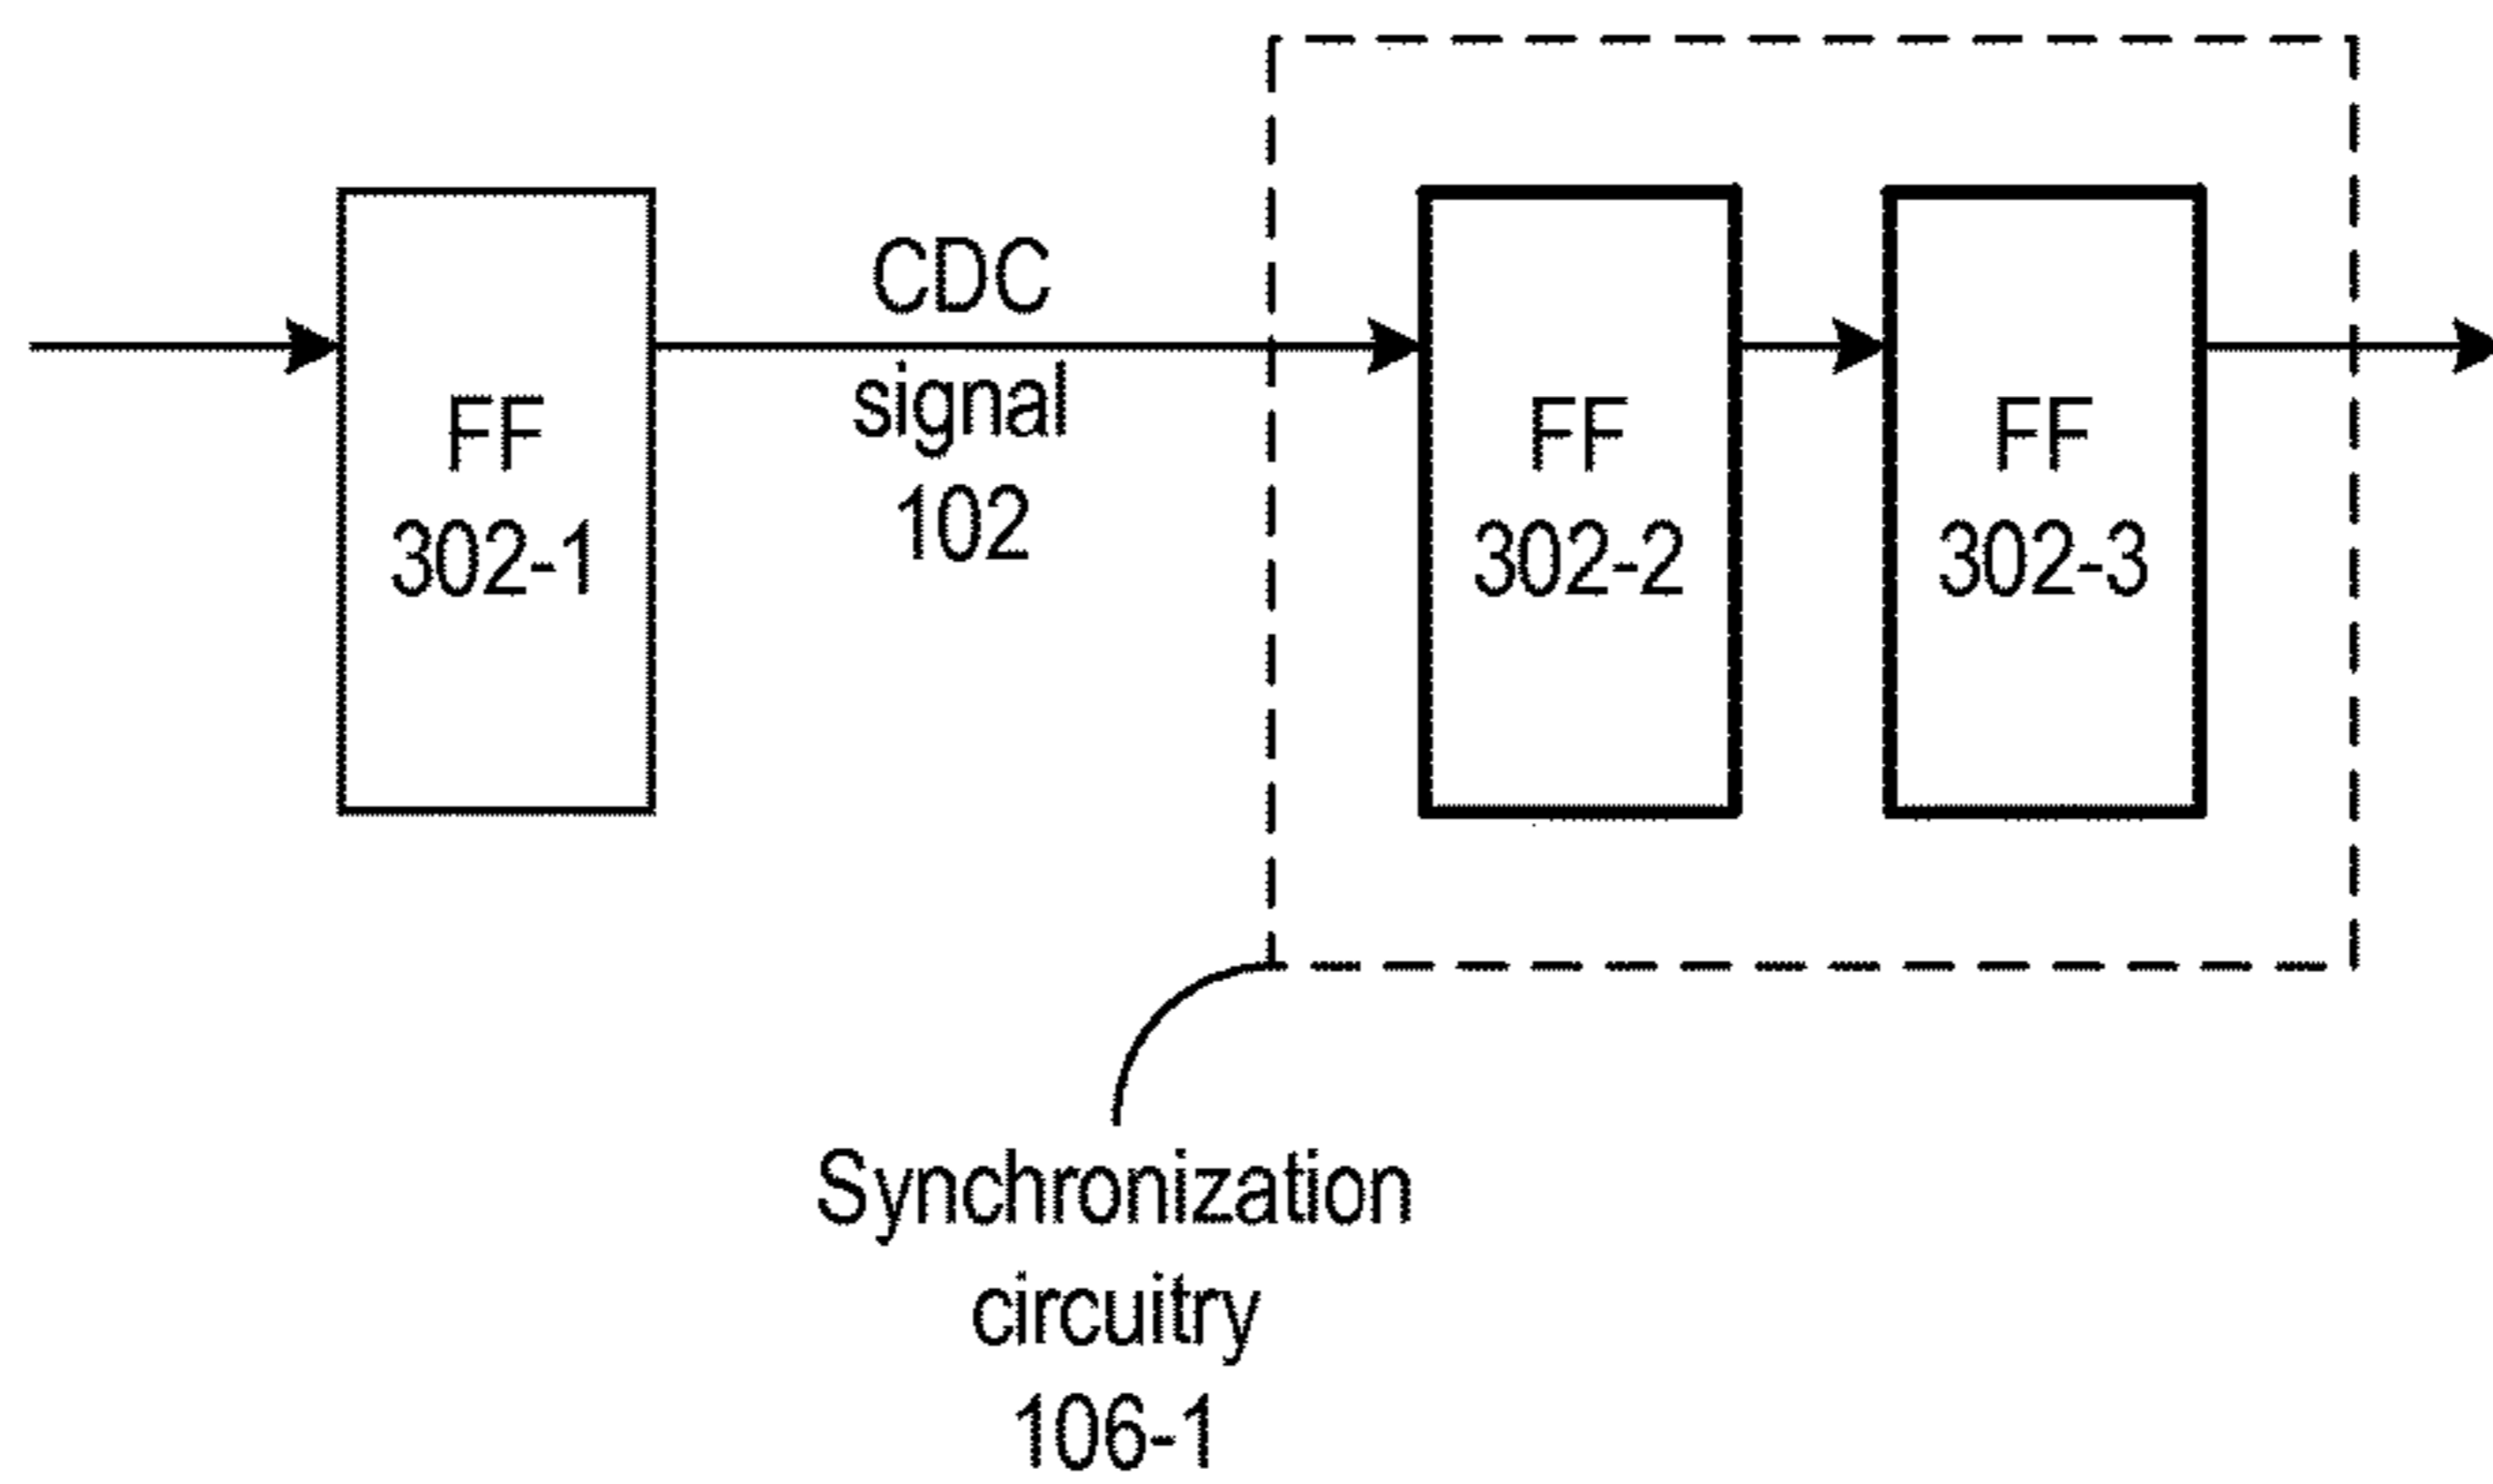 CDC
signal
102
FF
302-1
FF
302-2
FF
302-3
Synchronization
circuitry
106-1